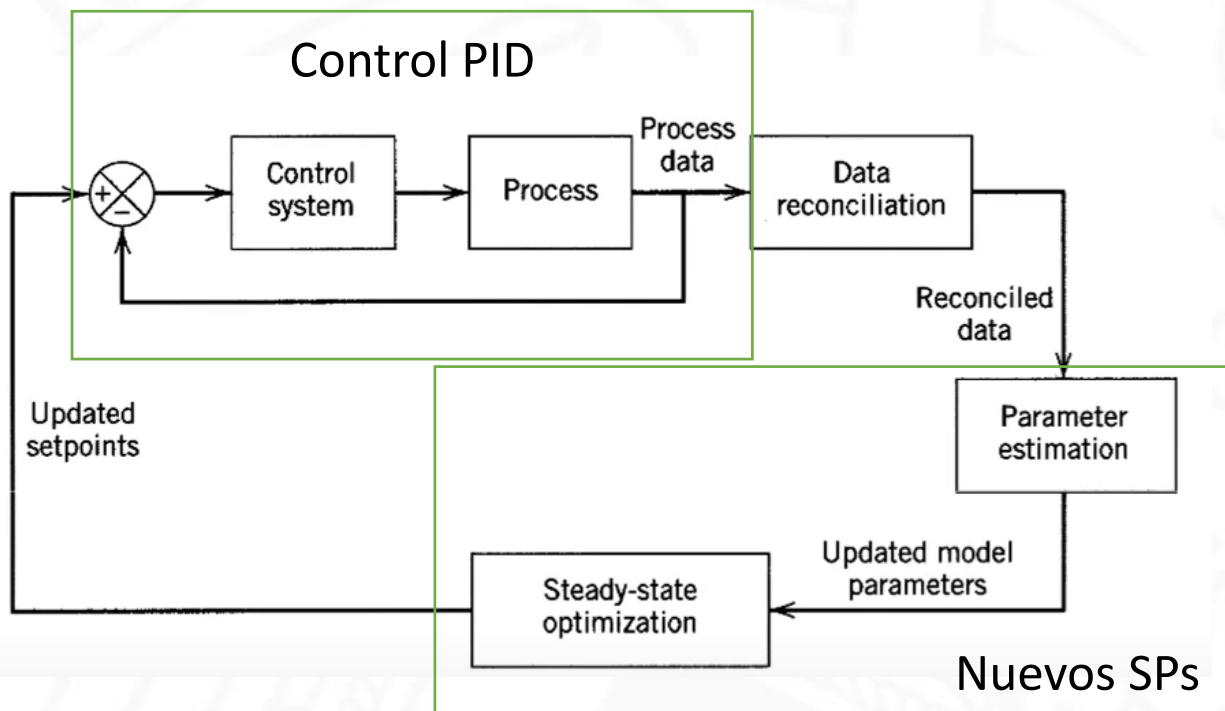 Control PID
Process
data
Control
system
Process
Data
reconciliation
+
−
Reconciled
data
Updated
setpoints
Parameter
estimation
Updated model
parameters
Steady-state
optimization
Nuevos SPs